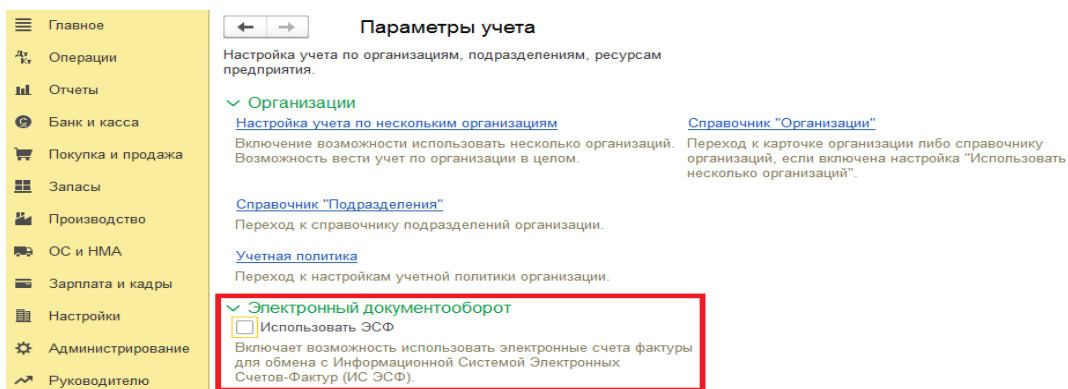 Главное
Операции
Отчеты
Банк и касса
Покупка и продажа
Запасы
Производство
ОС и НМА
Зарплата и кадры
Настройки
Администрирование
Руководителю
Параметры учета
Настройка учета по организациям, подразделениям, ресурсам
предприятия.
Организации
Настройка учета по нескольким организациям
Включение возможности использовать несколько организаций.
Возможность вести учет по организации в целом.
Справочник "Организации"
Переход к карточке организации либо справочнику
организаций, если включена настройка "Использовать
несколько организаций".
Справочник "Подразделения"
Переход к справочнику подразделений организации.
Учетная политика
Переход к настройкам учетной политики организации.
Электронный документооборот
Использовать ЭСФ
Включает возможность использовать электронные счета фактуры
для обмена с Информационной Системой Электронных
Счетов-Фактур (ИС ЭСФ).